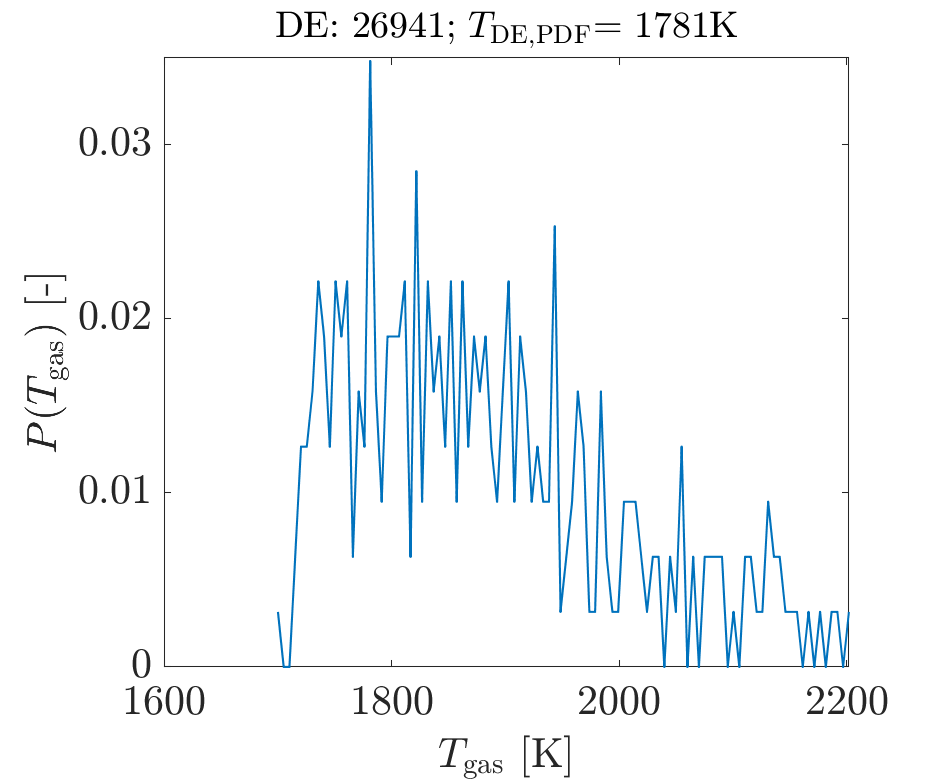 DE: 26941; T_DE,PDF= 1781K
0.03
0.02
0.01
0
P(T_gas) [-]
1600 1800 2000 2200
T_gas [K]